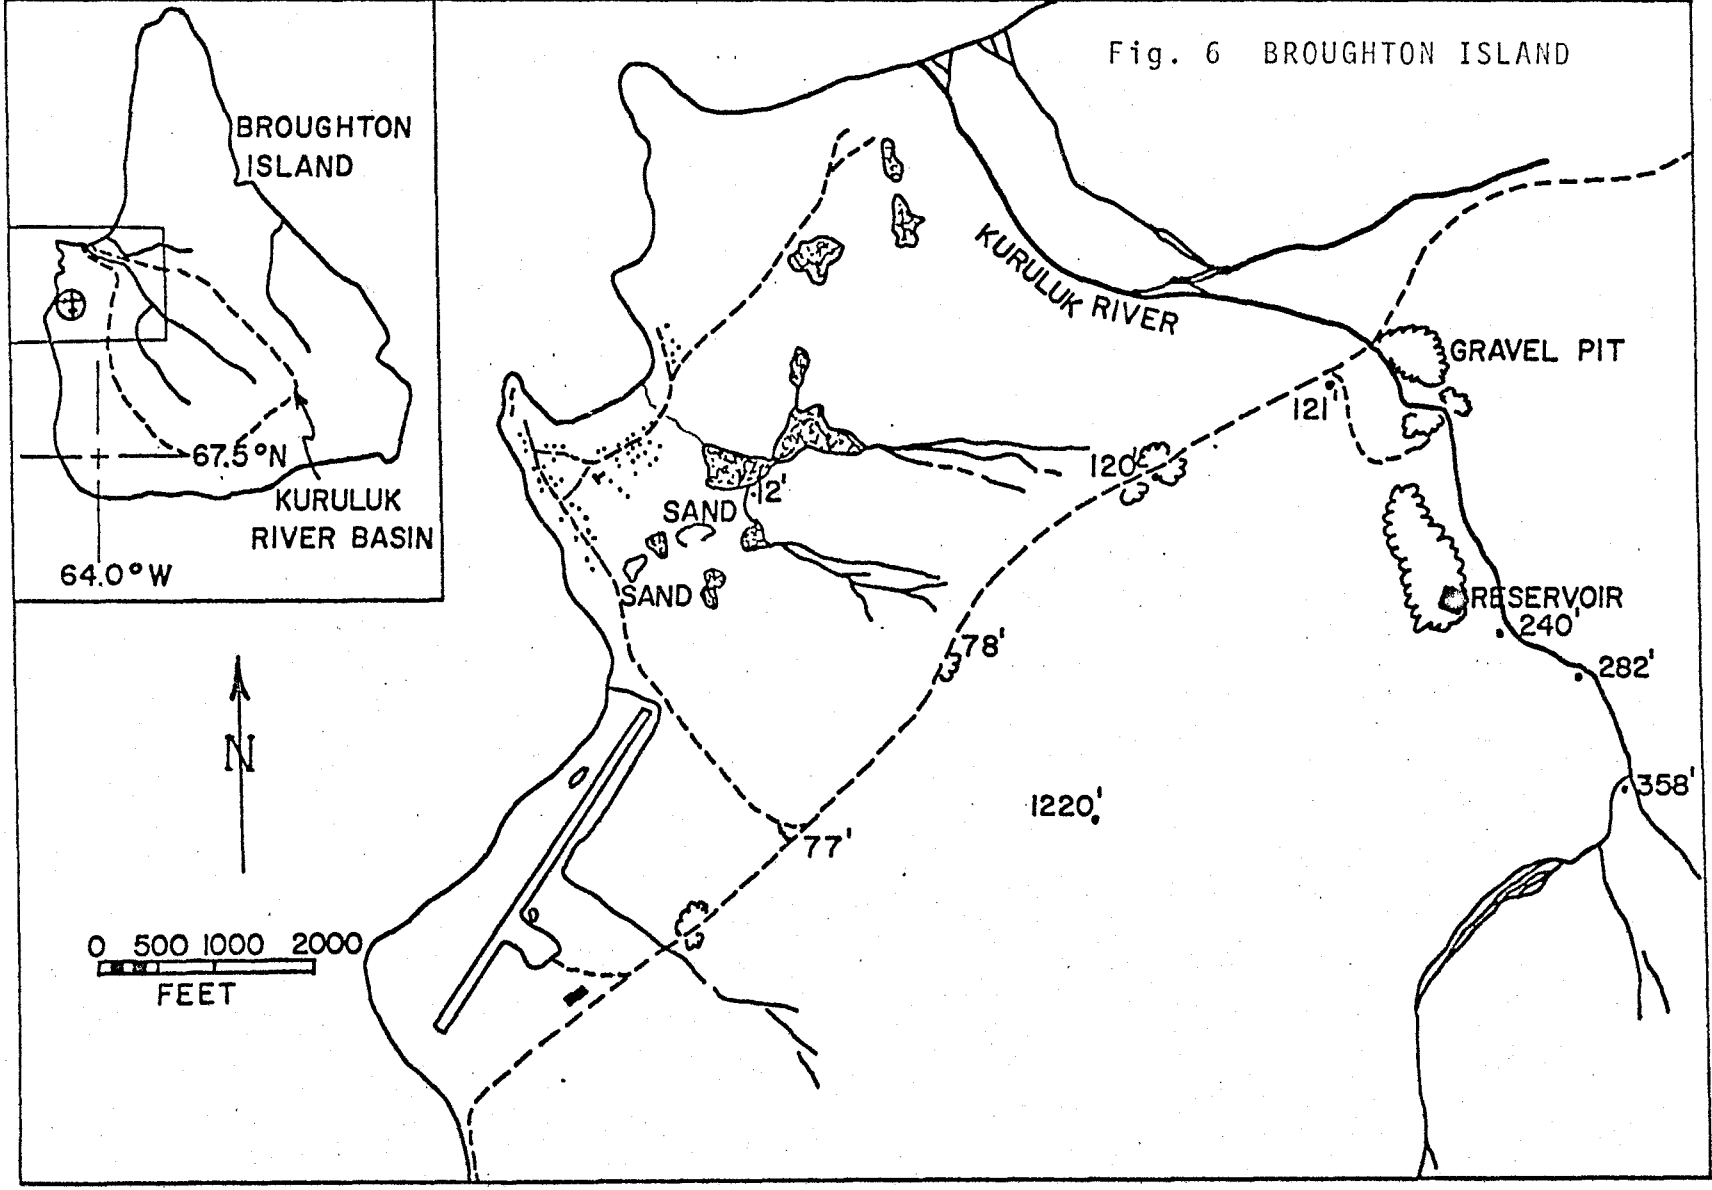 Fig. 6 BROUGHTON ISLAND
BROUGHTON
ISLAND
67.5°N
KURULUK
RIVER BASIN
64.0°W
KURULUK RIVER
GRAVEL PIT
121'
120'
12'
SAND
SAND
RESERVOIR
240'
78'
282'
358'
1220'
77'
N
0 500 1000 2000
FEET